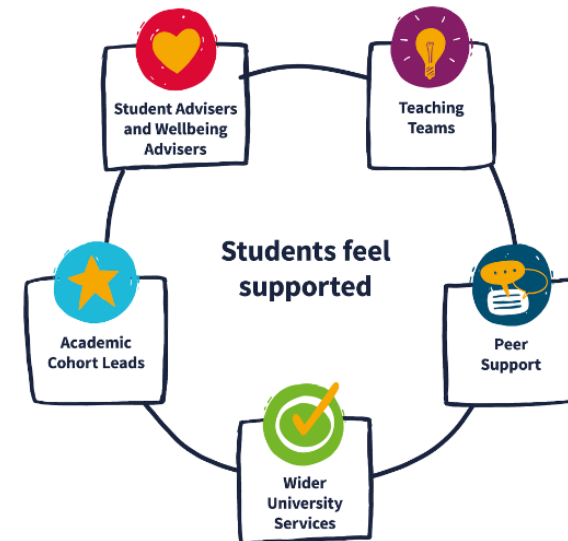 Student Advisers
and Wellbeing
Advisers
Teaching
Teams
Students feel
supported
Academic
Cohort Leads
Peer
Support
Wider
University
Services